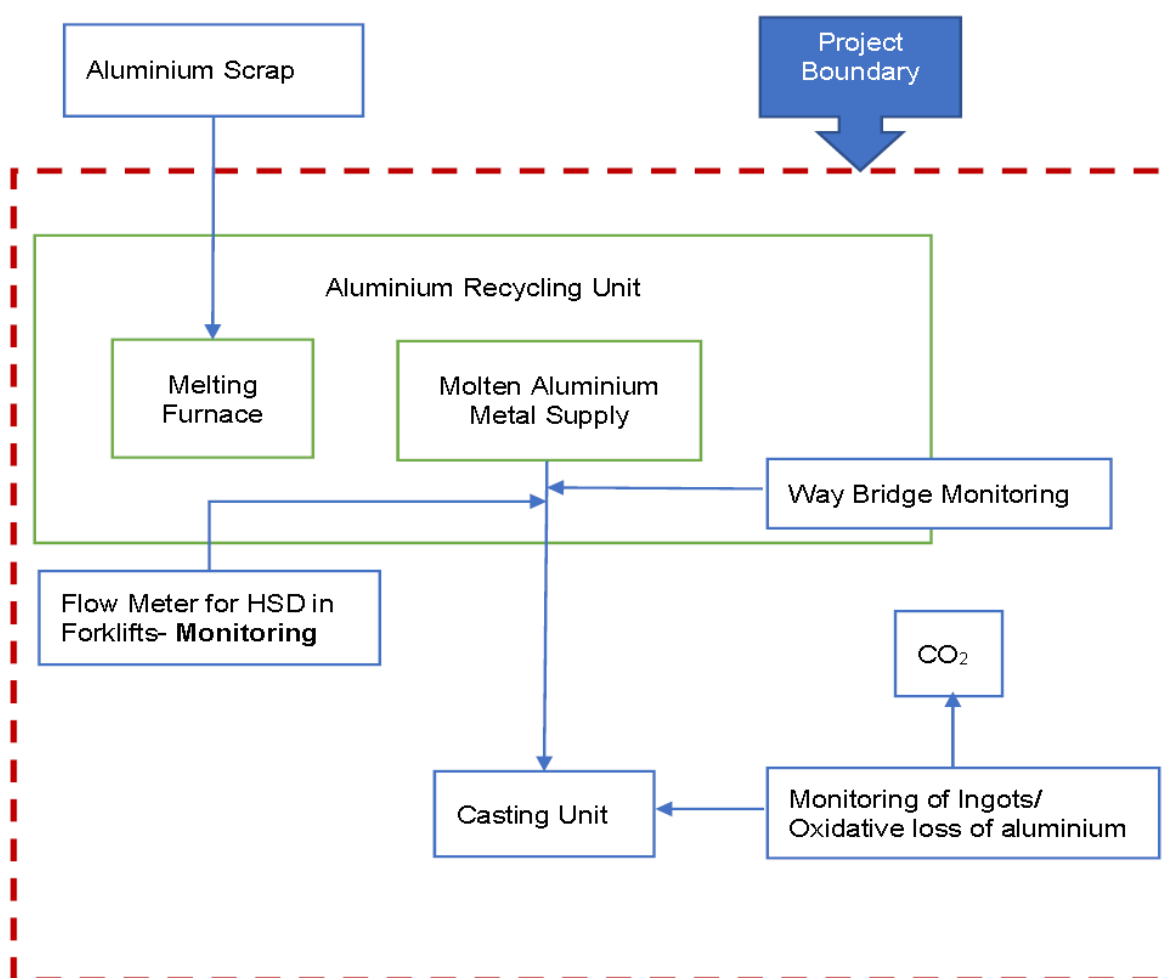 Aluminium Scrap
Project
Boundary
Aluminium Recycling Unit
Melting
Furnace
Molten Aluminium
Metal Supply
Way Bridge Monitoring
Flow Meter for HSD in
Forklifts- Monitoring
CO₂
Casting Unit
Monitoring of Ingots/
Oxidative loss of aluminium